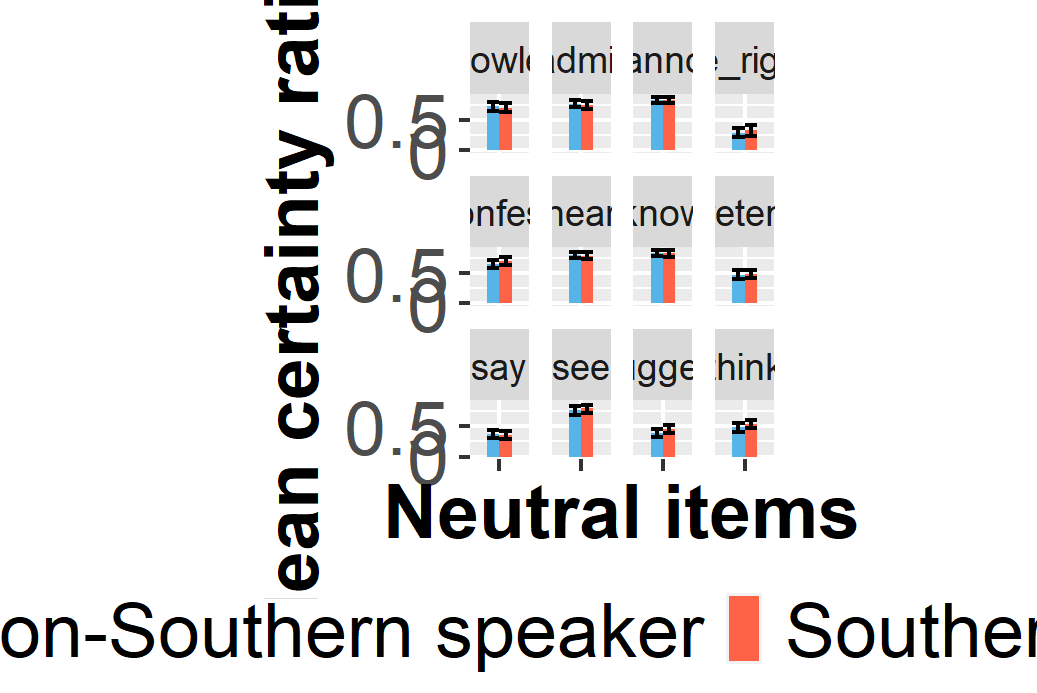 ean certainty rati
owle admi anno e_rig
0.5
0
onfes hear know eter
0.5
0
say see ugge think
0.5
0
Neutral items
on-Southern speaker Souther